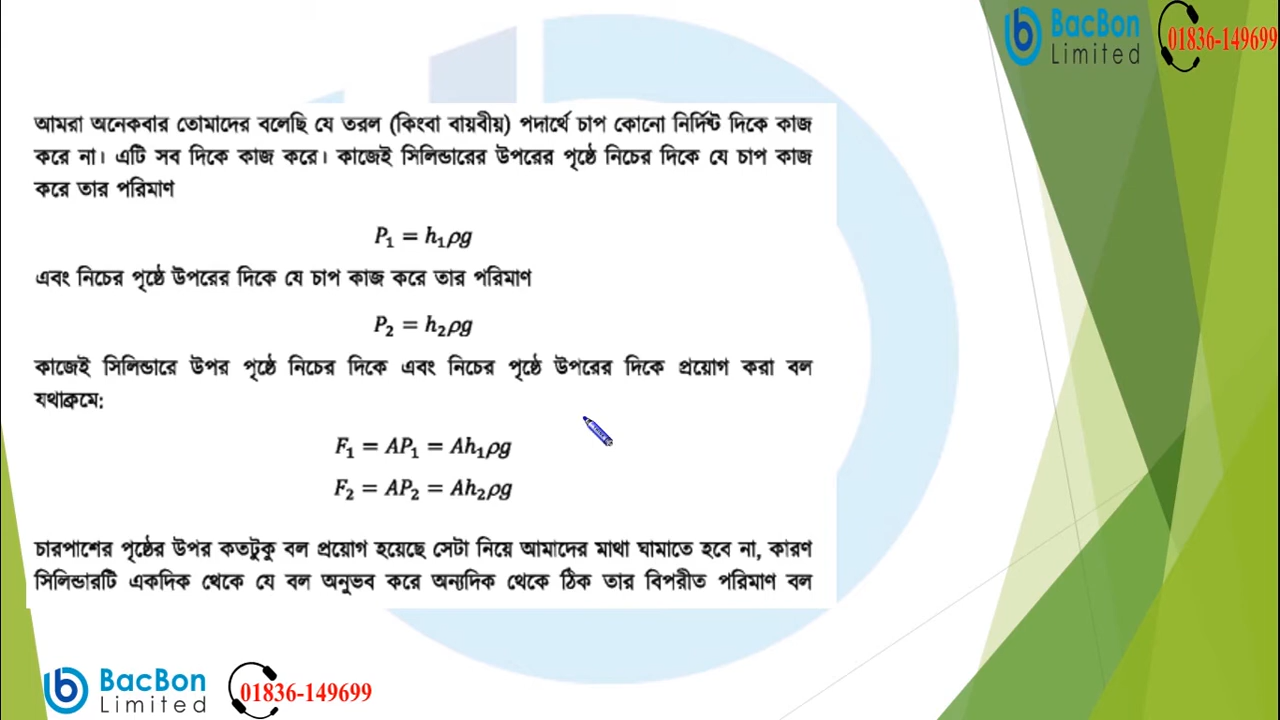 BacBon
Limited
01836-149699
আমরা অনেকবার তোমাদের বলেছি যে তরল (কিংবা বায়বীয়) পদার্থে চাপ কোনো নির্দিষ্ট দিকে কাজ
করে না। এটি সব দিকে কাজ করে। কাজেই সিলিন্ডারের উপরের পৃষ্ঠে নিচের দিকে যে চাপ কাজ
করে তার পরিমাণ
P₁ = h₁ρg
এবং নিচের পৃষ্ঠে উপরের দিকে যে চাপ কাজ করে তার পরিমাণ
P₂ = h₂ρg
কাজেই সিলিন্ডারে উপর পৃষ্ঠে নিচের দিকে এবং নিচের পৃষ্ঠে উপরের দিকে প্রয়োগ করা বল
যথাক্রমে:
F₁ = AP₁ = Ah₁ρg
F₂ = AP₂ = Ah₂ρg
চারপাশের পৃষ্ঠের উপর কতটুকু বল প্রয়োগ হয়েছে সেটা নিয়ে আমাদের মাথা ঘামাতে হবে না, কারণ
সিলিন্ডারটি একদিক থেকে যে বল অনুভব করে অন্যদিক থেকে ঠিক তার বিপরীত পরিমাণ বল
BacBon
Limited
01836-149699